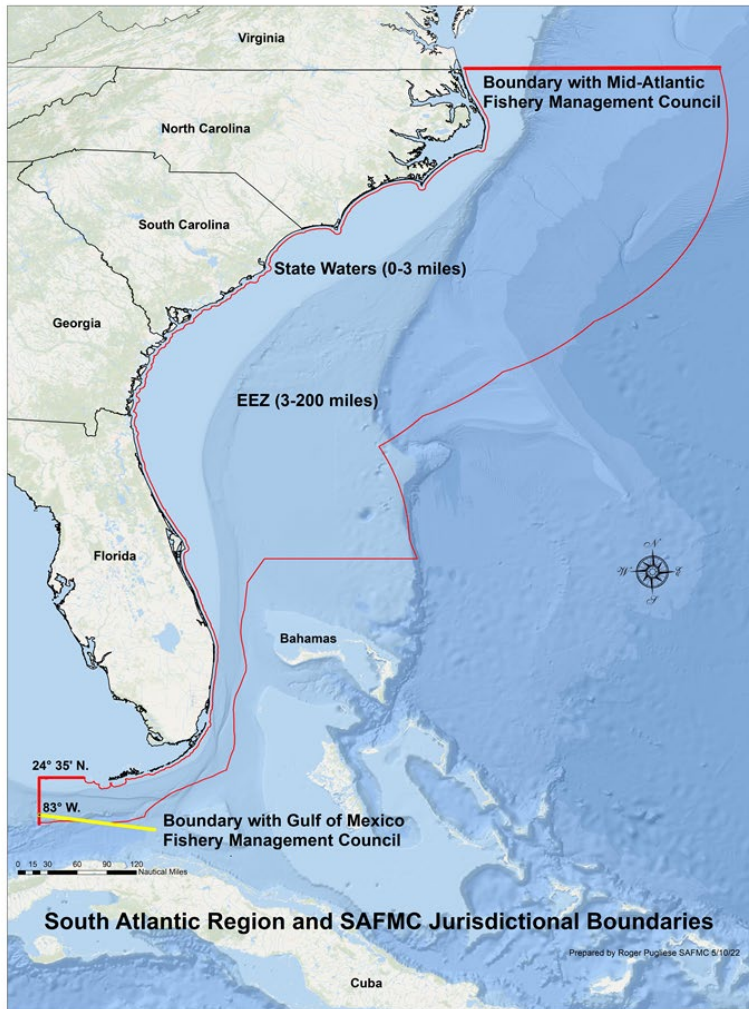 Virginia
Boundary with Mid-Atlantic
Fishery Management Council
North Carolina
South Carolina
State Waters (0-3 miles)
Georgia
EEZ (3-200 miles)
Florida
N
W
E
S
Bahamas
24° 35' N.
83° W.
Boundary with Gulf of Mexico
Fishery Management Council
0 15 30 60 90 120
Nautical Miles
South Atlantic Region and SAFMC Jurisdictional Boundaries
Prepared by Roger Pugliese SAFMC 5/10/22
Cuba